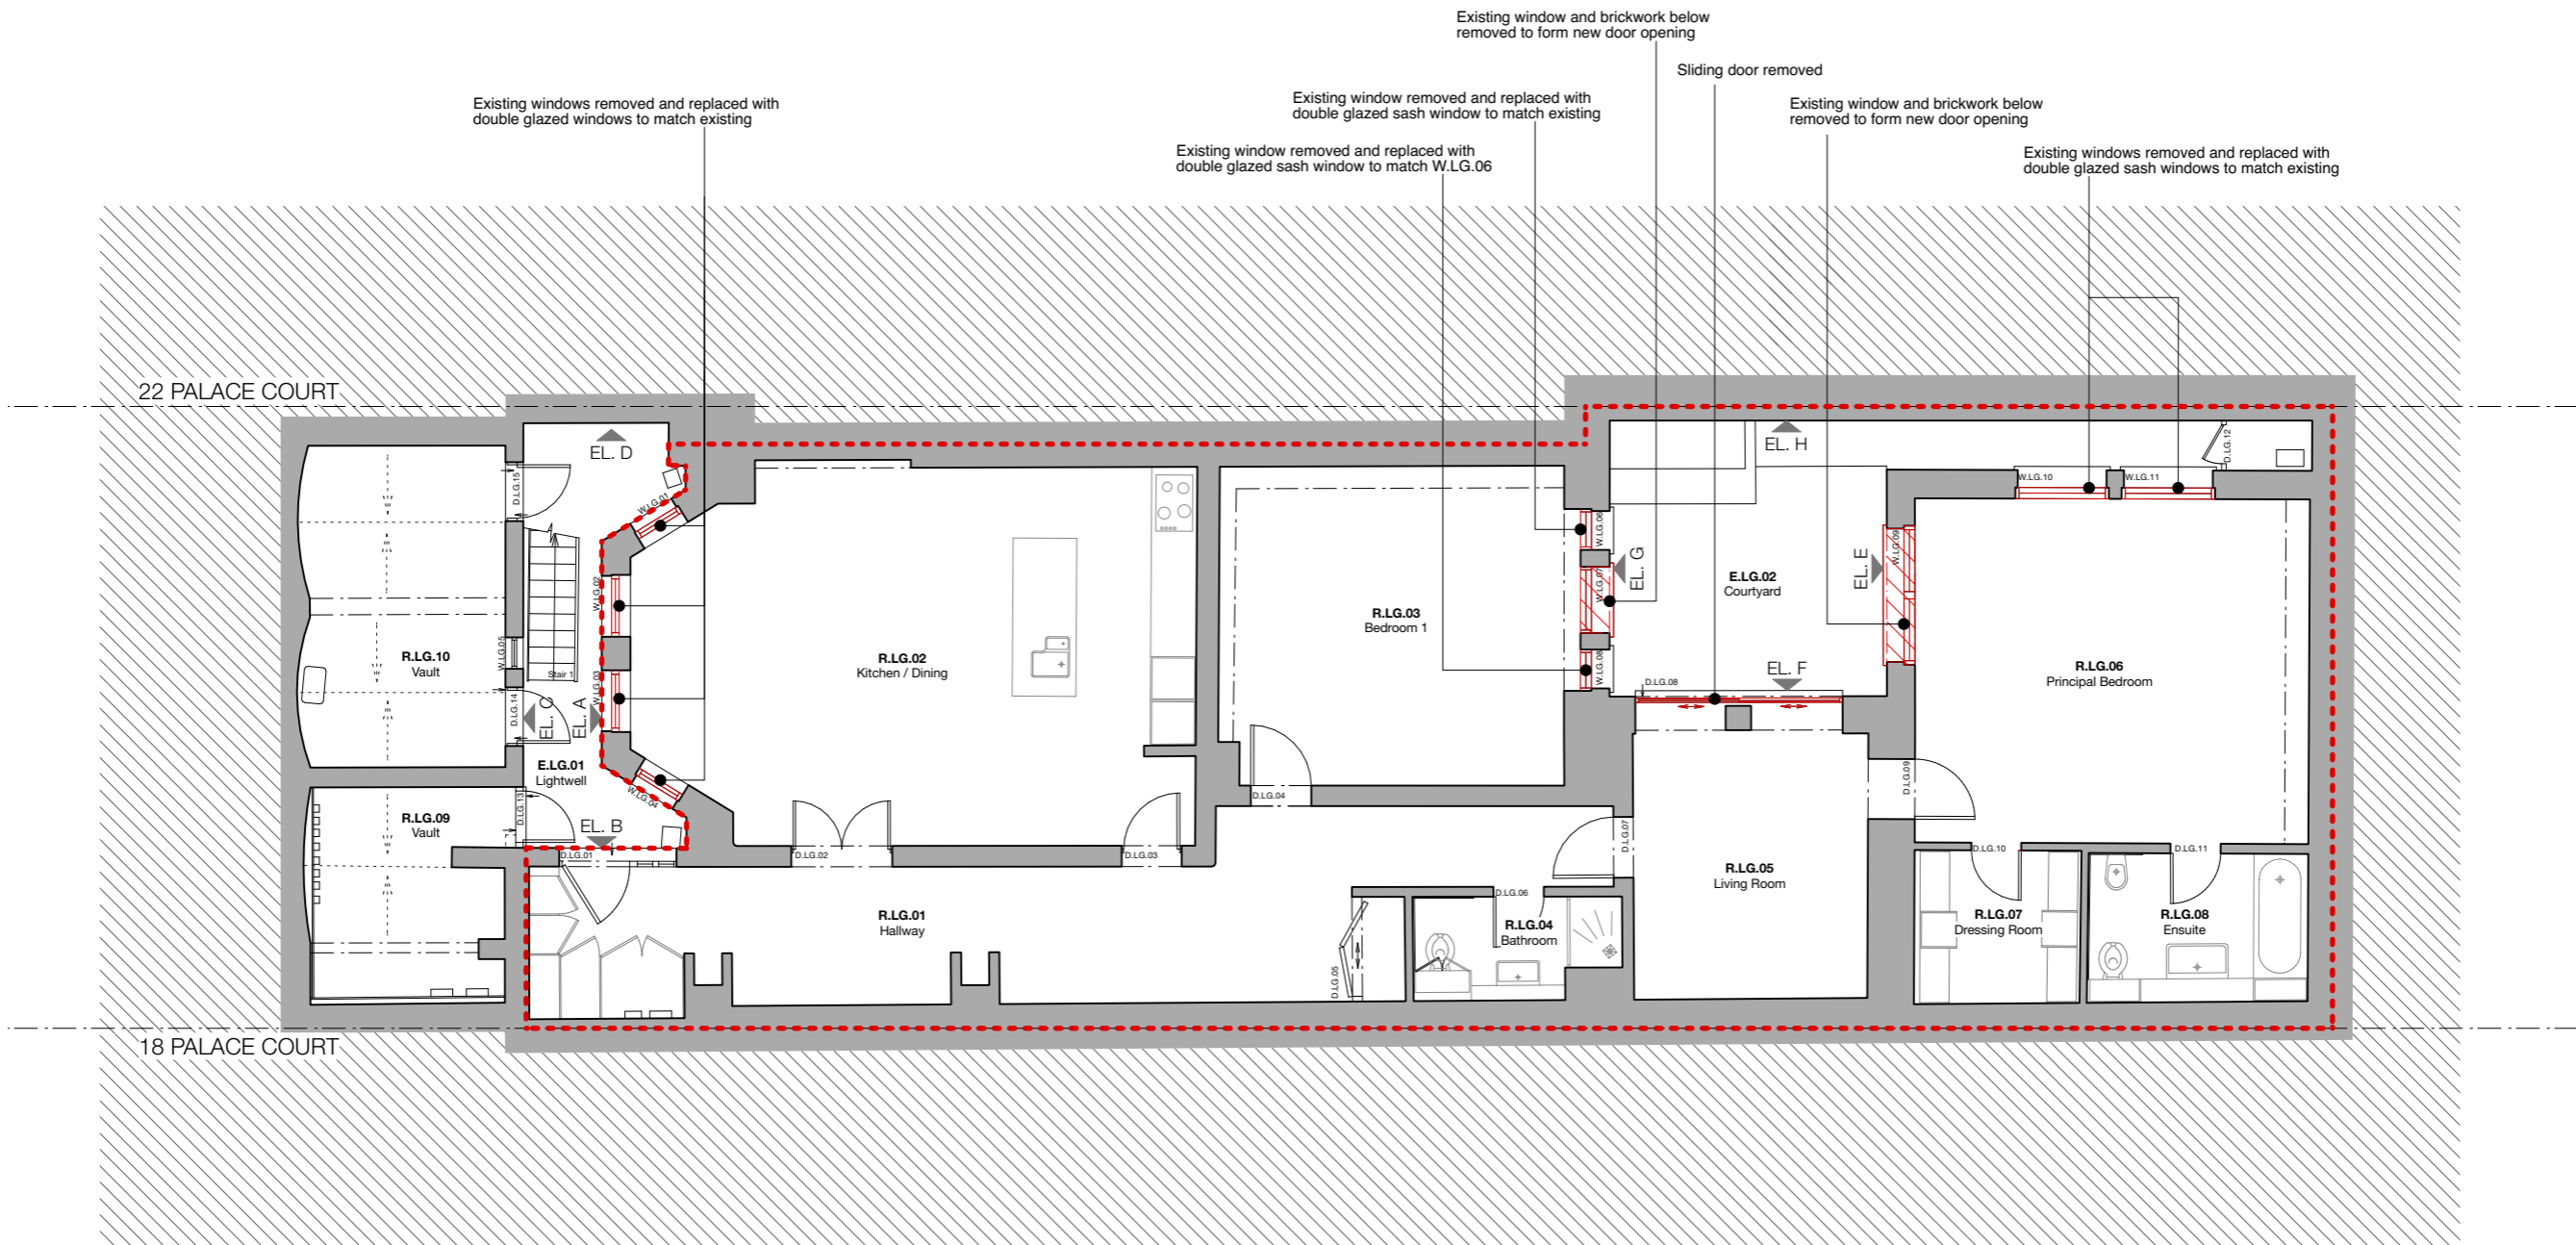 Existing window and brickwork below
removed to form new door opening
Sliding door removed
Existing windows removed and replaced with
double glazed windows to match existing
Existing window removed and replaced with
double glazed sash window to match existing
Existing window and brickwork below
removed to form new door opening
Existing window removed and replaced with
double glazed sash window to match W.LG.06
Existing windows removed and replaced with
double glazed sash windows to match existing
22 PALACE COURT
EL. D
EL. H
D.LG.12
W.LG.10
W.LG.11
D.LG.15
W.LG.01
W.LG.06
W.LG.09
EL. G
EL. E
W.LG.07
W.LG.02
E.LG.02
Courtyard
R.LG.03
Bedroom 1
R.LG.10
Vault
W.LG.05
Stair 1
R.LG.02
Kitchen / Dining
W.LG.08
R.LG.06
Principal Bedroom
EL. F
D.LG.08
W.LG.03
D.LG.14
EL. C
EL. A
E.LG.01
Lightwell
W.LG.04
D.LG.13
D.LG.04
D.LG.09
R.LG.09
Vault
EL. B
D.LG.01
D.LG.02
D.LG.03
D.LG.07
D.LG.10
D.LG.11
R.LG.05
Living Room
D.LG.06
R.LG.01
Hallway
R.LG.04
Bathroom
R.LG.07
Dressing Room
R.LG.08
Ensuite
D.LG.05
18 PALACE COURT